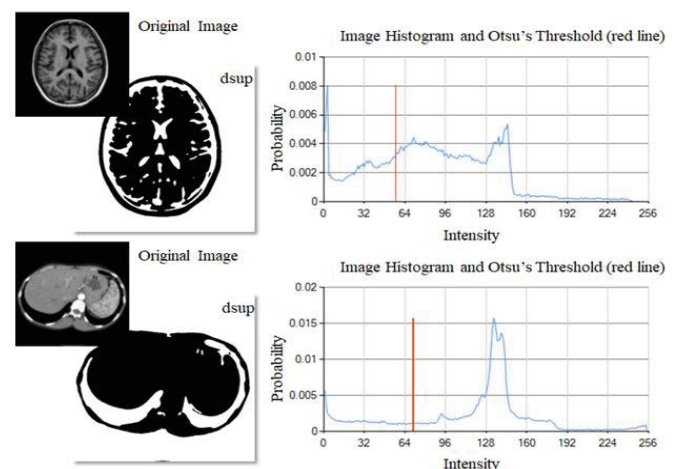 Original Image
dsup
Image Histogram and Otsu's Threshold (red line)
0.01
0.008
0.006
0.004
0.002
0
Probability
0 32 64 96 128 160 192 224 256
Intensity
Original Image
dsup
Image Histogram and Otsu's Threshold (red line)
0.02
0.015
0.01
0.005
0
Probability
0 32 64 96 128 160 192 224 256
Intensity